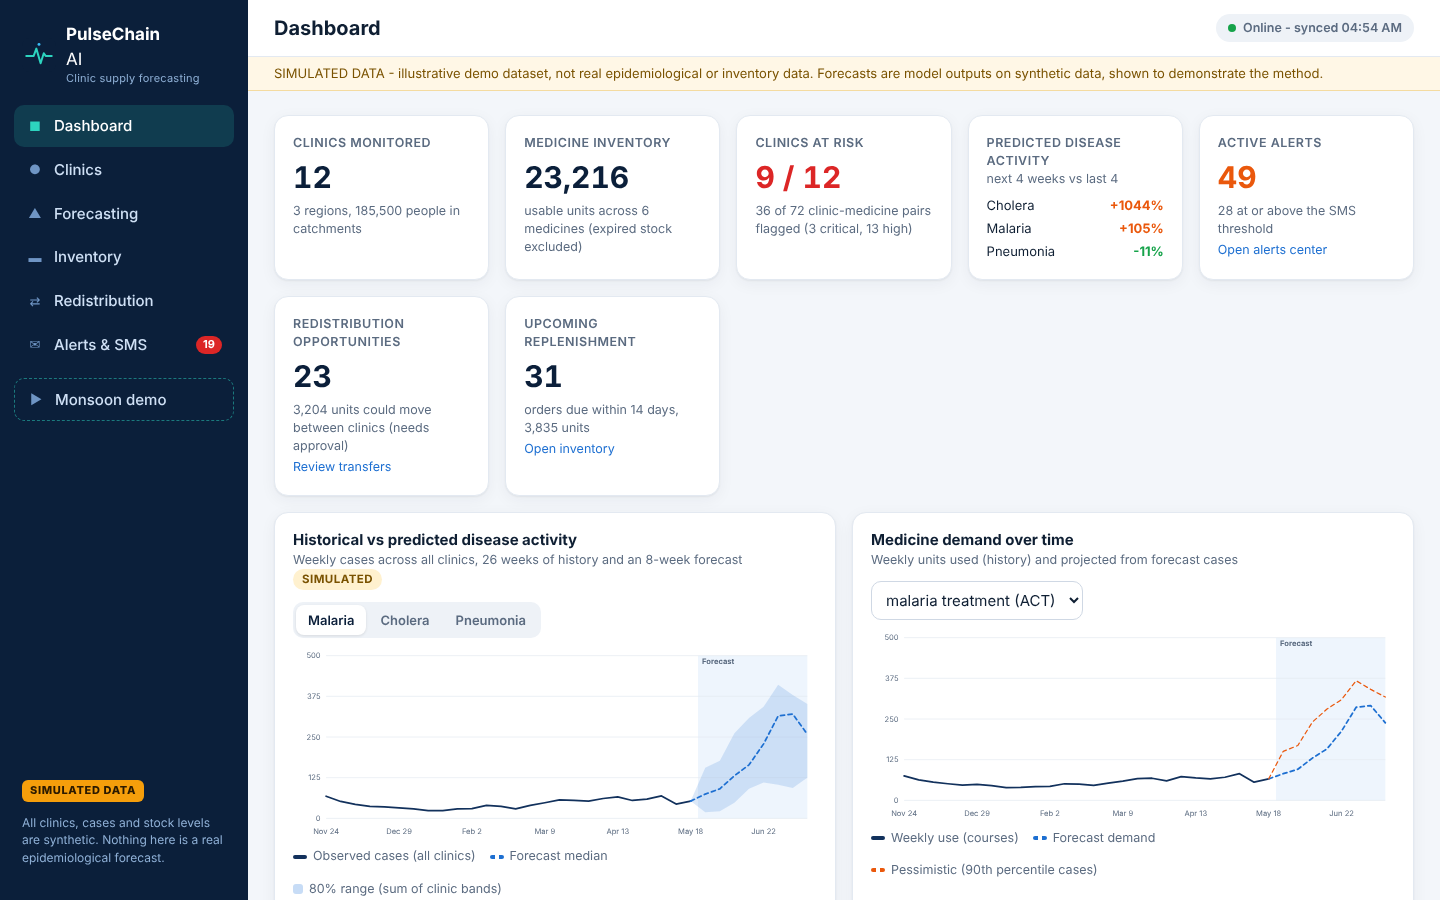 PulseChain
AI
Clinic supply forecasting
Dashboard
Clinics
Forecasting
Inventory
Redistribution
Alerts & SMS
19
Monsoon demo
SIMULATED DATA
All clinics, cases and stock levels
are synthetic. Nothing here is a real
epidemiological forecast.
Dashboard
Online - synced 04:54 AM
SIMULATED DATA - illustrative demo dataset, not real epidemiological or inventory data. Forecasts are model outputs on synthetic data, shown to demonstrate the method.
CLINICS MONITORED
12
3 regions, 185,500 people in
catchments
MEDICINE INVENTORY
23,216
usable units across 6
medicines (expired stock
excluded)
CLINICS AT RISK
9 / 12
36 of 72 clinic-medicine pairs
flagged (3 critical, 13 high)
PREDICTED DISEASE
ACTIVITY
next 4 weeks vs last 4
Cholera +1044%
Malaria +105%
Pneumonia -11%
ACTIVE ALERTS
49
28 at or above the SMS
threshold
Open alerts center
REDISTRIBUTION
OPPORTUNITIES
23
3,204 units could move
between clinics (needs
approval)
Review transfers
UPCOMING
REPLENISHMENT
31
orders due within 14 days,
3,835 units
Open inventory
Historical vs predicted disease activity
Weekly cases across all clinics, 26 weeks of history and an 8-week forecast
SIMULATED
Malaria Cholera Pneumonia
500
375
250
125
0
Forecast
Nov 24 Dec 29 Feb 2 Mar 9 Apr 13 May 18 Jun 22
Observed cases (all clinics) Forecast median
80% range (sum of clinic bands)
Medicine demand over time
Weekly units used (history) and projected from forecast cases
malaria treatment (ACT)
500
375
250
125
0
Forecast
Nov 24 Dec 29 Feb 2 Mar 9 Apr 13 May 18 Jun 22
Weekly use (courses) Forecast demand
Pessimistic (90th percentile cases)